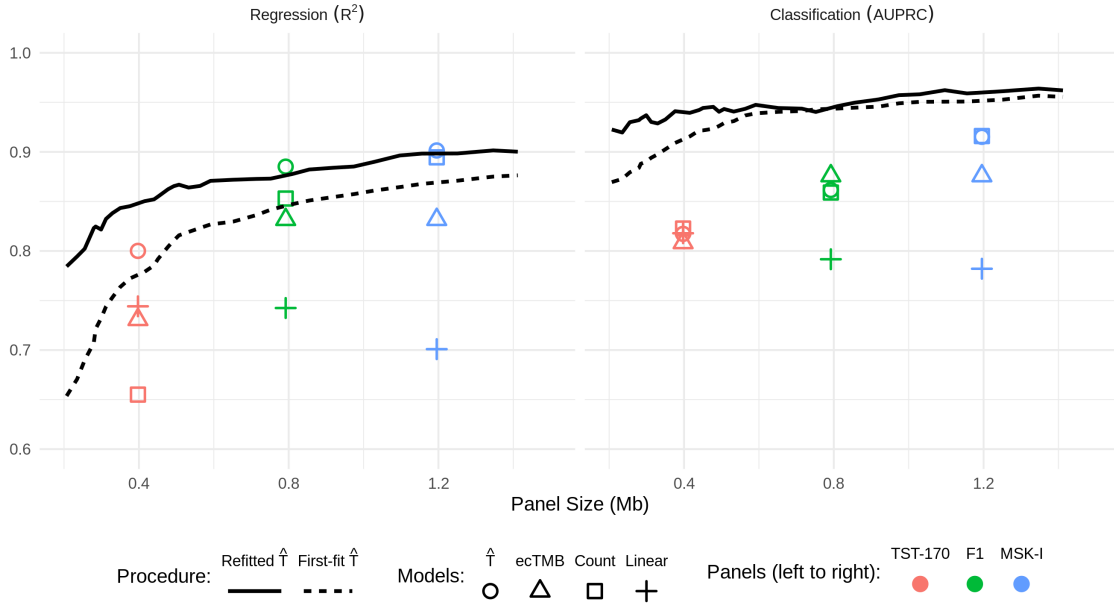 Regression (R²)
Classification (AUPRC)
1.0
0.9
0.8
0.7
0.6
0.4 0.8 1.2
0.4 0.8 1.2
Panel Size (Mb)
Procedure: Refitted T̂ First-fit T̂
Models: T̂ ecTMB Count Linear
Panels (left to right): TST-170 F1 MSK-I